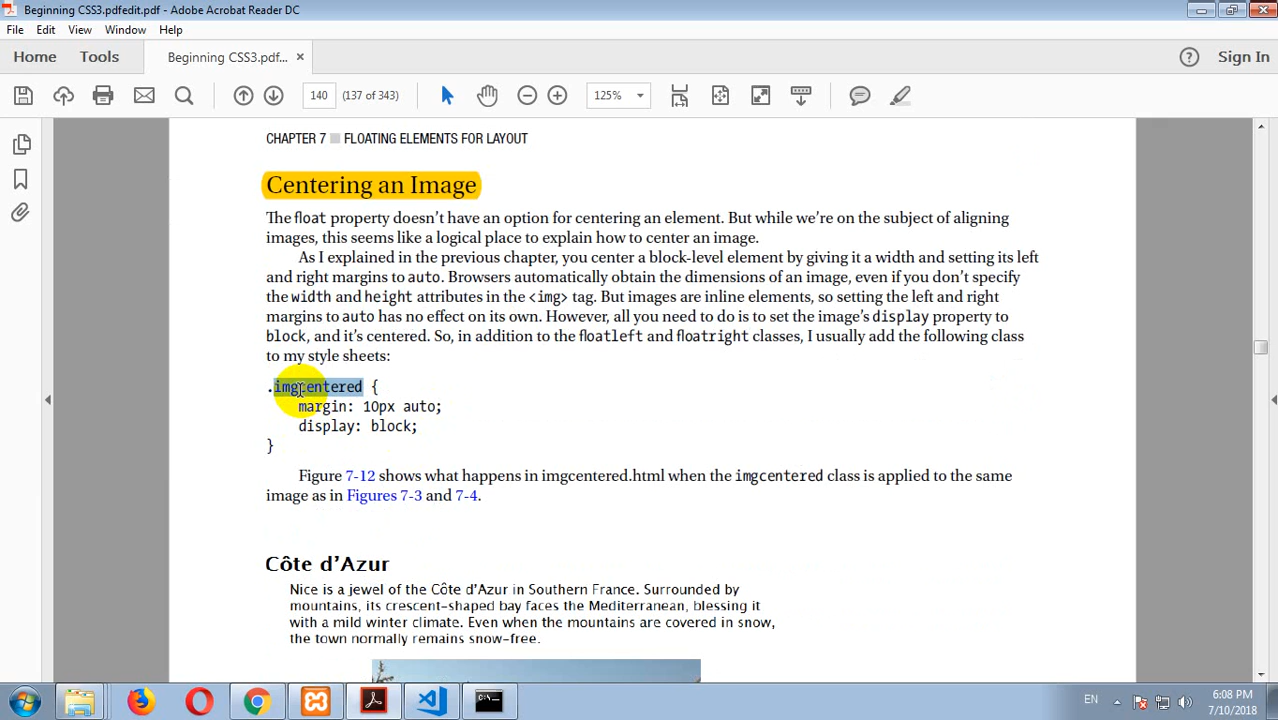 Beginning CSS3.pdfedit.pdf - Adobe Acrobat Reader DC
File Edit View Window Help
Home Tools Beginning CSS3.pdf... × ? Sign In
140 (137 of 343) 125%
CHAPTER 7 FLOATING ELEMENTS FOR LAYOUT
Centering an Image
The float property doesn’t have an option for centering an element. But while we’re on the subject of aligning
images, this seems like a logical place to explain how to center an image.
As I explained in the previous chapter, you center a block-level element by giving it a width and setting its left
and right margins to auto. Browsers automatically obtain the dimensions of an image, even if you don’t specify
the width and height attributes in the <img> tag. But images are inline elements, so setting the left and right
margins to auto has no effect on its own. However, all you need to do is to set the image’s display property to
block, and it’s centered. So, in addition to the floatleft and floatright classes, I usually add the following class
to my style sheets:
.imgcentered {
margin: 10px auto;
display: block;
}
Figure 7-12 shows what happens in imgcentered.html when the imgcentered class is applied to the same
image as in Figures 7-3 and 7-4.
Côte d’Azur
Nice is a jewel of the Côte d’Azur in Southern France. Surrounded by
mountains, its crescent-shaped bay faces the Mediterranean, blessing it
with a mild winter climate. Even when the mountains are covered in snow,
the town normally remains snow-free.
EN 6:08 PM
7/10/2018